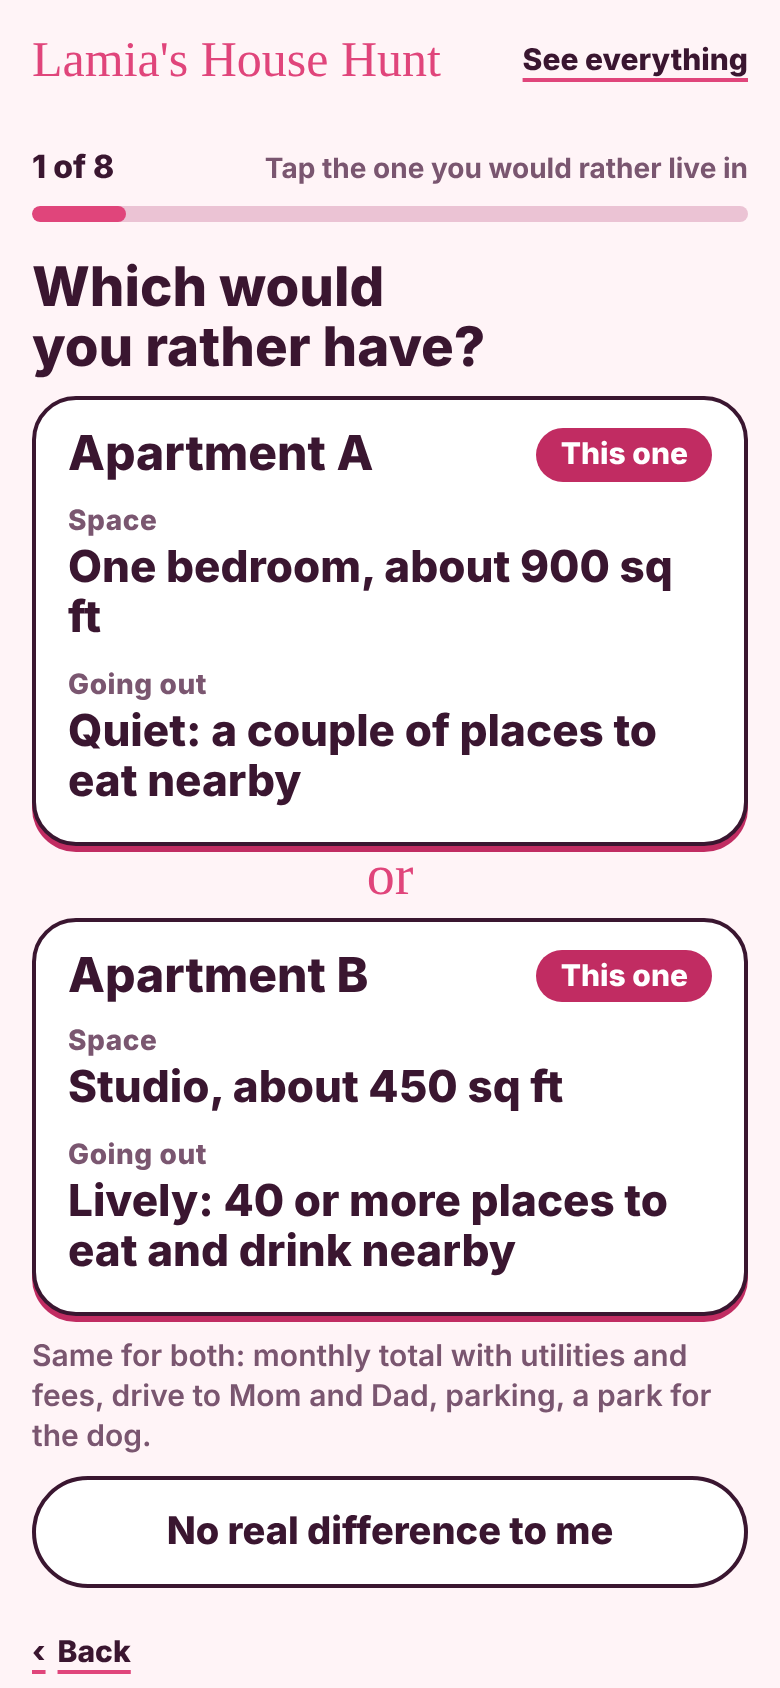 Lamia's House Hunt
See everything
1 of 8
Tap the one you would rather live in
Which would
you rather have?
Apartment A
This one
Space
One bedroom, about 900 sq
ft
Going out
Quiet: a couple of places to
eat nearby
or
Apartment B
This one
Space
Studio, about 450 sq ft
Going out
Lively: 40 or more places to
eat and drink nearby
Same for both: monthly total with utilities and
fees, drive to Mom and Dad, parking, a park for
the dog.
No real difference to me
‹ Back